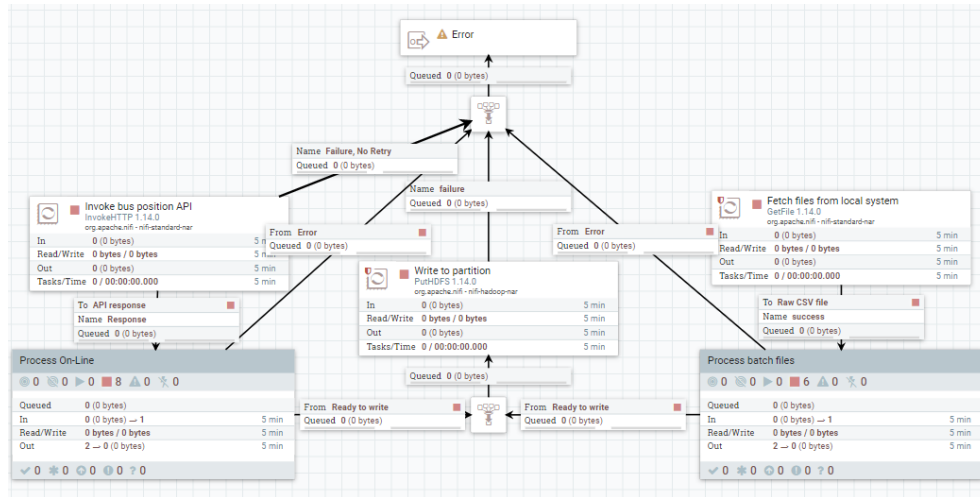 Error
Queued 0 (0 bytes)
Name Failure, No Retry
Queued 0 (0 bytes)
Name failure
Queued 0 (0 bytes)
Invoke bus position API
InvokeHTTP 1.14.0
org.apache.nifi - nifi-standard-nar
In 0 (0 bytes) 5
Read/Write 0 bytes / 0 bytes 5
Out 0 (0 bytes) 5
Tasks/Time 0 / 00:00:00.000 5 min
From Error
Queued 0 (0 bytes)
From Error
Queued 0 (0 bytes)
Fetch files from local system
GetFile 1.14.0
org.apache.nifi - nifi-standard-nar
In 0 (0 bytes) 5 min
Read/Write 0 bytes / 0 bytes 5 min
Out 0 (0 bytes) 5 min
Tasks/Time 0 / 00:00:00.000 5 min
Write to partition
PutHDFS 1.14.0
org.apache.nifi - nifi-hadoop-nar
In 0 (0 bytes) 5 min
Read/Write 0 bytes / 0 bytes 5 min
Out 0 (0 bytes) 5 min
Tasks/Time 0 / 00:00:00.000 5 min
To API response
Name Response
Queued 0 (0 bytes)
To Raw CSV file
Name success
Queued 0 (0 bytes)
Process On-Line
0 0 0 8 0 0
Queued 0 (0 bytes)
In 0 (0 bytes) → 1 5 min
Read/Write 0 bytes / 0 bytes 5 min
Out 2 → 0 (0 bytes) 5 min
0 0 0 0 ? 0
Queued 0 (0 bytes)
From Ready to write
Queued 0 (0 bytes)
From Ready to write
Queued 0 (0 bytes)
Process batch files
0 0 0 6 0 0
Queued 0 (0 bytes)
In 0 (0 bytes) → 1 5 min
Read/Write 0 bytes / 0 bytes 5 min
Out 2 → 0 (0 bytes) 5 min
0 0 0 0 ? 0